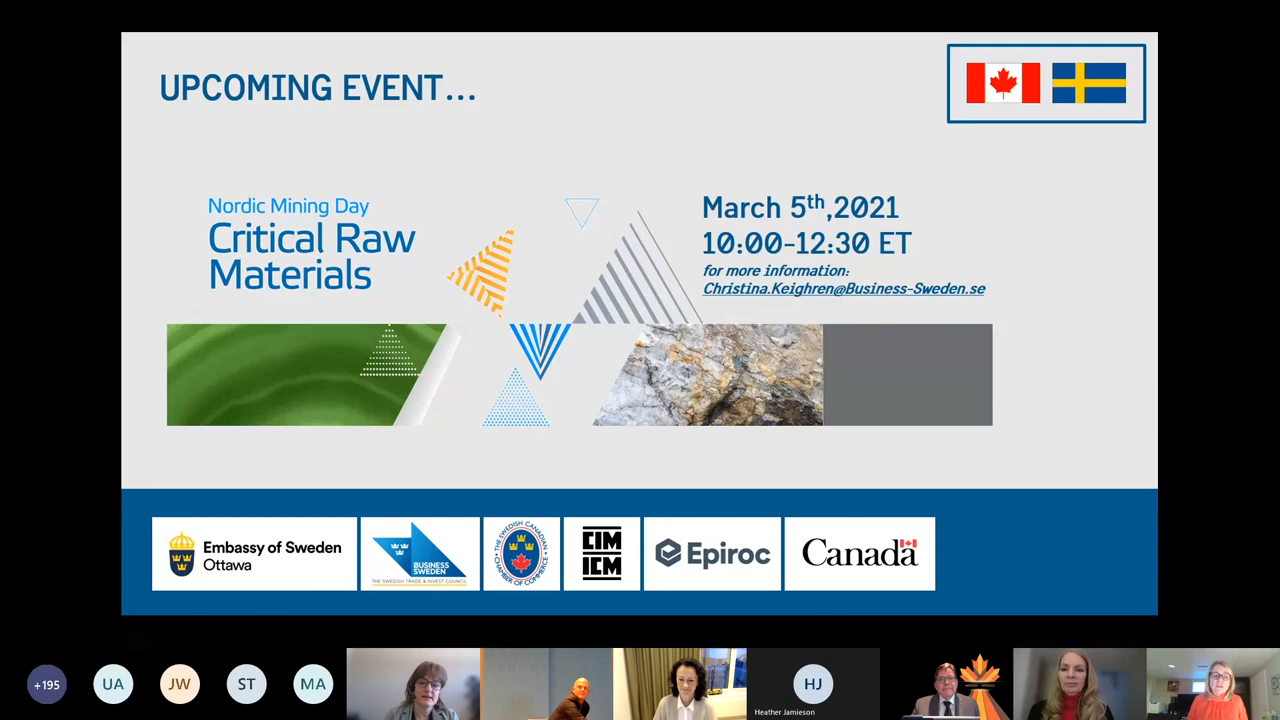 UPCOMING EVENT...
Nordic Mining Day
Critical Raw
Materials
March 5th,2021
10:00-12:30 ET
for more information:
Christina.Keighren@Business-Sweden.se
Embassy of Sweden
Ottawa
BUSINESS
SWEDEN
THE SWEDISH TRADE & INVEST COUNCIL
THE SWEDISH CANADIAN
CHAMBER OF COMMERCE
CIM
ICM
Epiroc
Canada
+195
UA
JW
ST
MA
HJ
Heather Jamieson